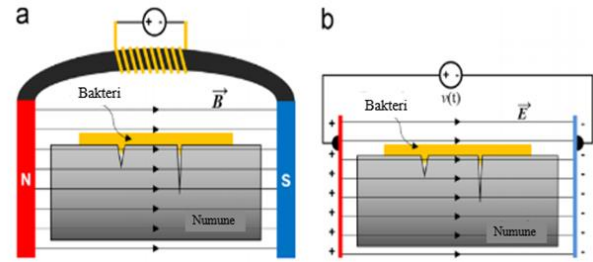 a
+ -
Bakteri
B
N
S
Numune
b
+ -
v(t)
Bakteri
E
+ -
+ -
+ -
+ -
+ -
+ -
+ -
+ -
Numune
+ -